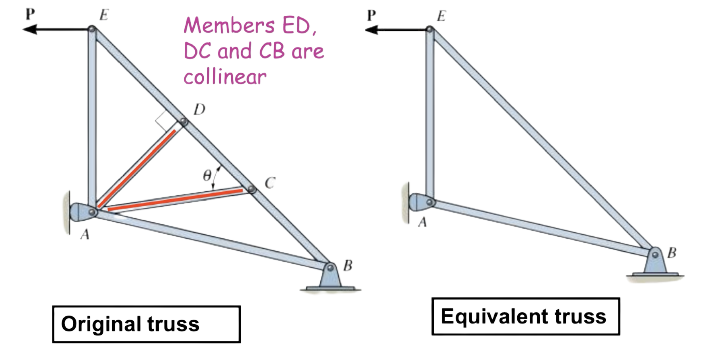 P
E
Members ED,
DC and CB are
collinear
D
θ
C
A
B
Original truss
P
E
A
B
Equivalent truss